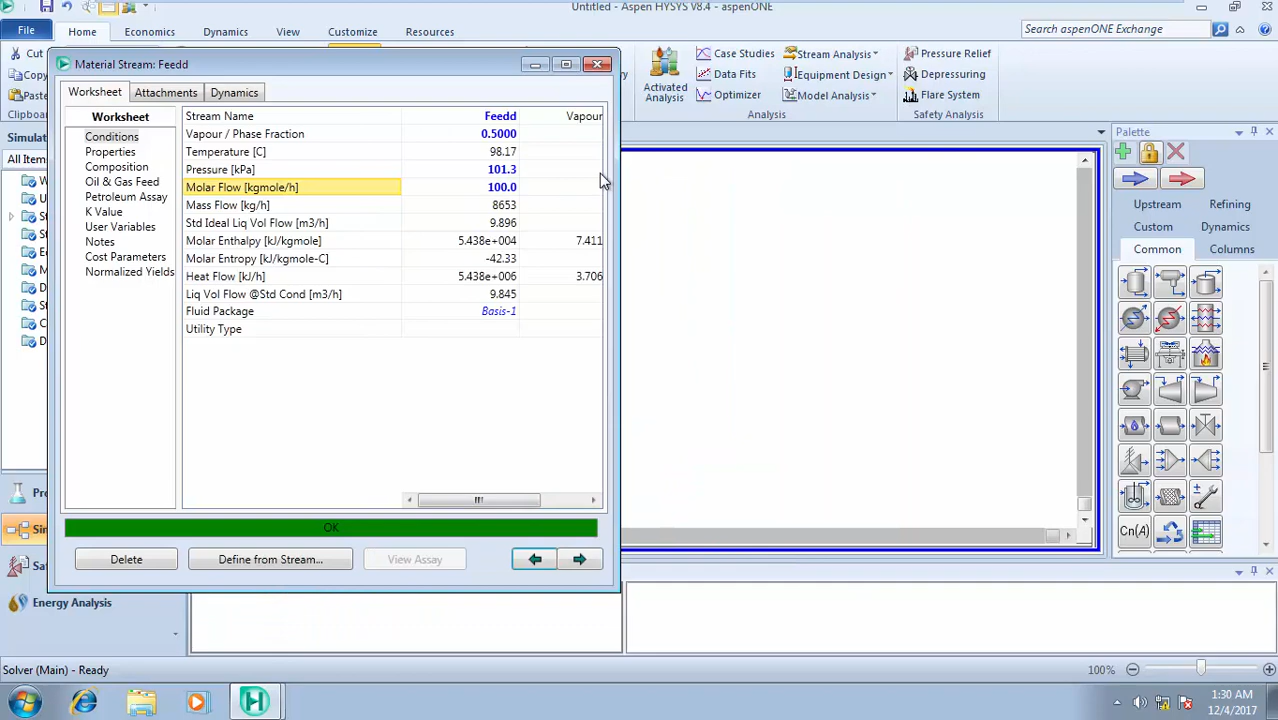 Untitled - Aspen HYSYS V8.4 - aspenONE
File Home Economics Dynamics View Customize Resources
Search aspenONE Exchange
Cut
Copy
Paste
Clipboard
Activated Analysis
Case Studies
Data Fits
Optimizer
Stream Analysis
Equipment Design
Model Analysis
Analysis
Pressure Relief
Depressuring
Flare System
Safety Analysis
All Item
Material Stream: Feedd
Worksheet Attachments Dynamics
Worksheet
Conditions
Properties
Composition
Oil & Gas Feed
Petroleum Assay
K Value
User Variables
Notes
Cost Parameters
Normalized Yields
Stream Name Feedd Vapour
Vapour / Phase Fraction 0.5000
Temperature [C] 98.17
Pressure [kPa] 101.3
Molar Flow [kgmole/h] 100.0
Mass Flow [kg/h] 8653
Std Ideal Liq Vol Flow [m3/h] 9.896
Molar Enthalpy [kJ/kgmole] 5.438e+004 7.411
Molar Entropy [kJ/kgmole-C] -42.33
Heat Flow [kJ/h] 5.438e+006 3.706
Liq Vol Flow @Std Cond [m3/h] 9.845
Fluid Package Basis-1
Utility Type
OK
Delete Define from Stream... View Assay
Palette
Upstream Refining
Custom Dynamics
Common Columns
Cn(A)
Energy Analysis
Solver (Main) - Ready
100%
1:30 AM
12/4/2017